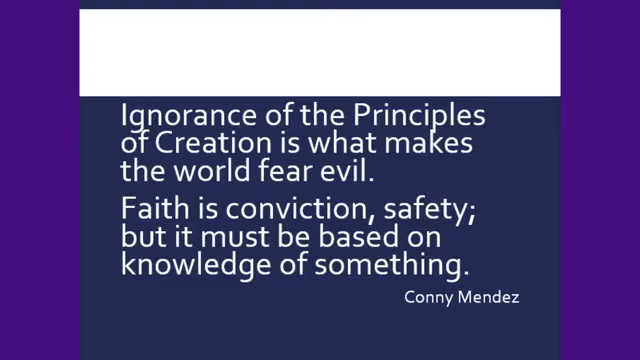 Ignorance of the Principles
of Creation is what makes
the world fear evil.
Faith is conviction, safety;
but it must be based on
knowledge of something.
Conny Mendez